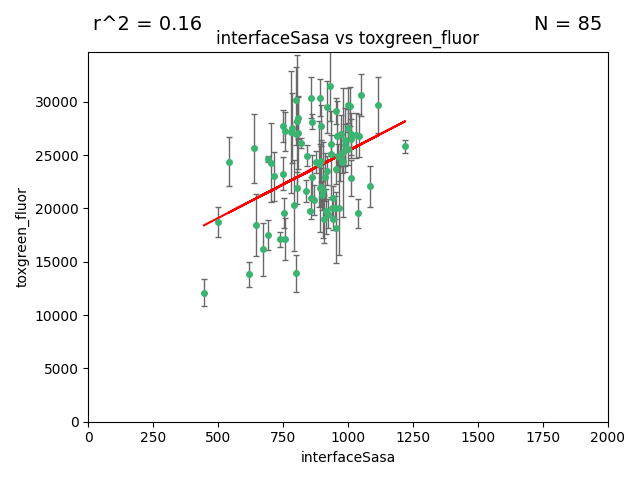 r^2 = 0.16
N = 85
interfaceSasa vs toxgreen_fluor
30000
25000
20000
15000
10000
5000
0
toxgreen_fluor
0 250 500 750 1000 1250 1500 1750 2000
interfaceSasa